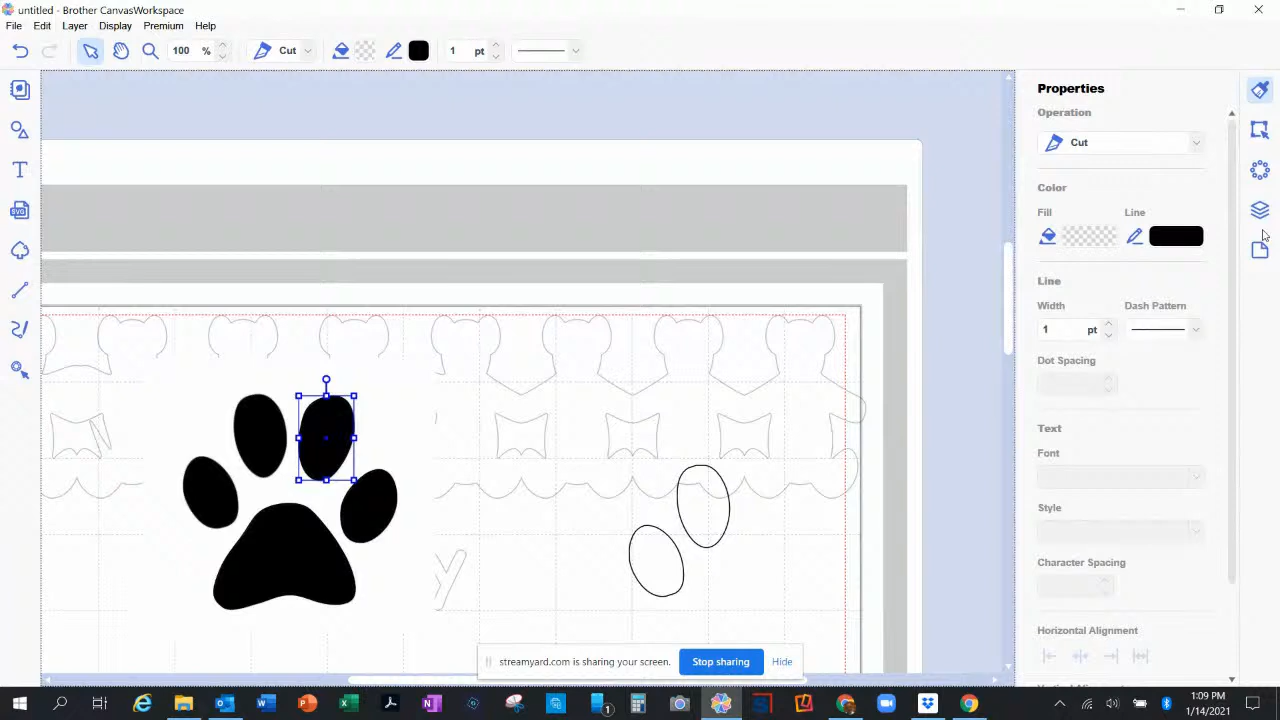 untitled - Brother CanvasWorkspace
File Edit Layer Display Premium Help
100 % Cut 1 pt
Properties
Operation
Cut
Color
Fill Line
Line
Width Dash Pattern
1 pt
Dot Spacing
Text
Font
Style
Character Spacing
Horizontal Alignment
T
SVG
y
streamyard.com is sharing your screen. Stop sharing Hide
1:09 PM
1/14/2021